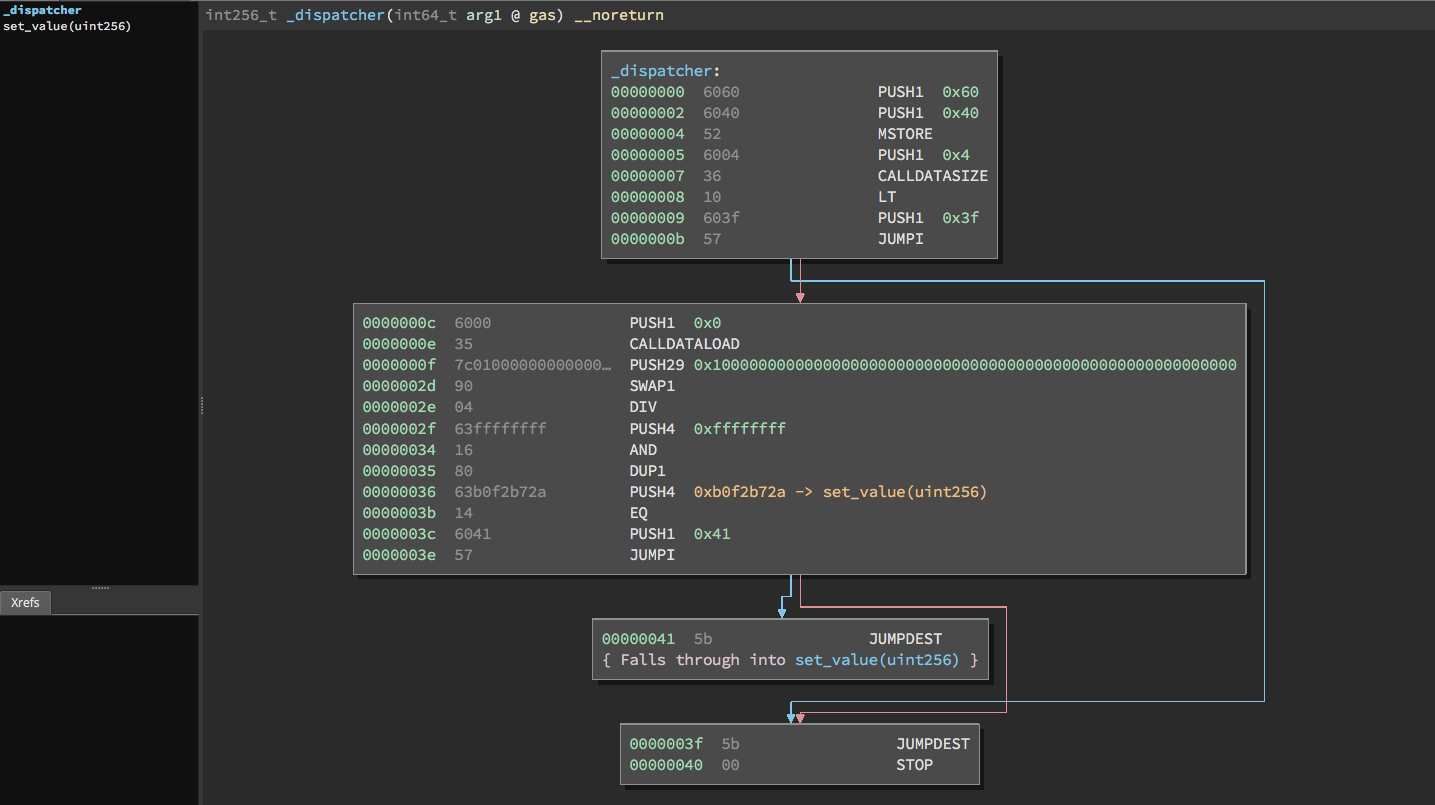 _dispatcher
set_value(uint256)
int256_t _dispatcher(int64_t arg1 @ gas) __noreturn
_dispatcher:
00000000 6060 PUSH1 0x60
00000002 6040 PUSH1 0x40
00000004 52 MSTORE
00000005 6004 PUSH1 0x4
00000007 36 CALLDATASIZE
00000008 10 LT
00000009 603f PUSH1 0x3f
0000000b 57 JUMPI
0000000c 6000 PUSH1 0x0
0000000e 35 CALLDATALOAD
0000000f 7c01000000000000… PUSH29 0x100000000000000000000000000000000000000000000000000000000
0000002d 90 SWAP1
0000002e 04 DIV
0000002f 63ffffffff PUSH4 0xffffffff
00000034 16 AND
00000035 80 DUP1
00000036 63b0f2b72a PUSH4 0xb0f2b72a -> set_value(uint256)
0000003b 14 EQ
0000003c 6041 PUSH1 0x41
0000003e 57 JUMPI
Xrefs
00000041 5b JUMPDEST
{ Falls through into set_value(uint256) }
0000003f 5b JUMPDEST
00000040 00 STOP